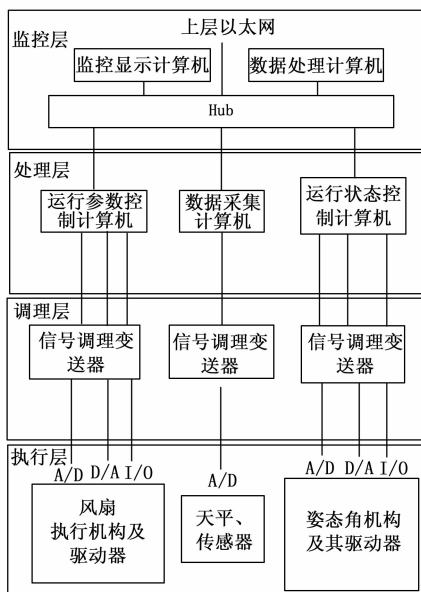 上层以太网
监控层
监控显示计算机
数据处理计算机
Hub
处理层
运行参数控
制计算机
数据采集
计算机
运行状态控
制计算机
调理层
信号调理变
送器
信号调理变
送器
信号调理变
送器
执行层
A/D D/A I/O
A/D
A/D D/A I/O
风扇
执行机构及
驱动器
天平、
传感器
姿态角机构
及其驱动器